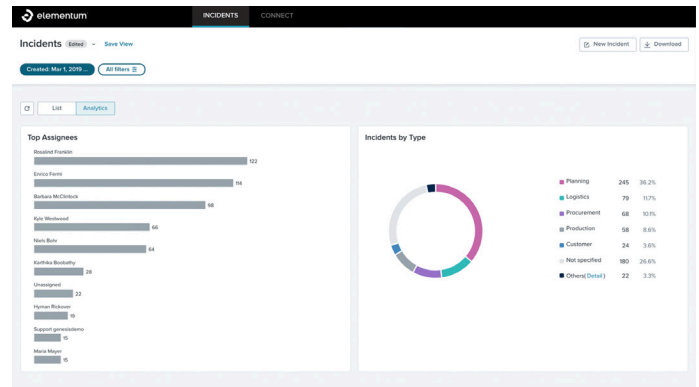 elementum
INCIDENTS CONNECT
Incidents Edited Save View
New Incident Download
Created: Mar 1, 2019 ... All filters
List Analytics
Top Assignees
Rosalind Franklin
122
Enrico Fermi
114
Barbara McClintock
98
Kyle Westwood
66
Niels Bohr
64
Karthika Boobathy
28
Unassigned
22
Hyman Rickover
19
Support genesisdemo
15
Maria Mayer
15
Incidents by Type
Planning 245 36.2%
Logistics 79 11.7%
Procurement 68 10.1%
Production 58 8.6%
Customer 24 3.6%
Not specified 180 26.6%
Others( Detail ) 22 3.3%